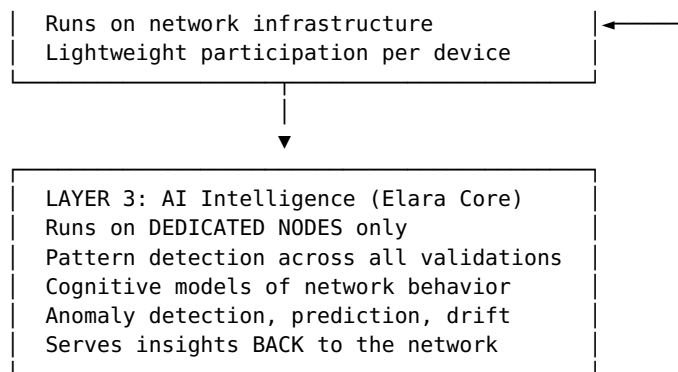 Runs on network infrastructure
Lightweight participation per device
LAYER 3: AI Intelligence (Elara Core)
Runs on DEDICATED NODES only
Pattern detection across all validations
Cognitive models of network behavior
Anomaly detection, prediction, drift
Serves insights BACK to the network